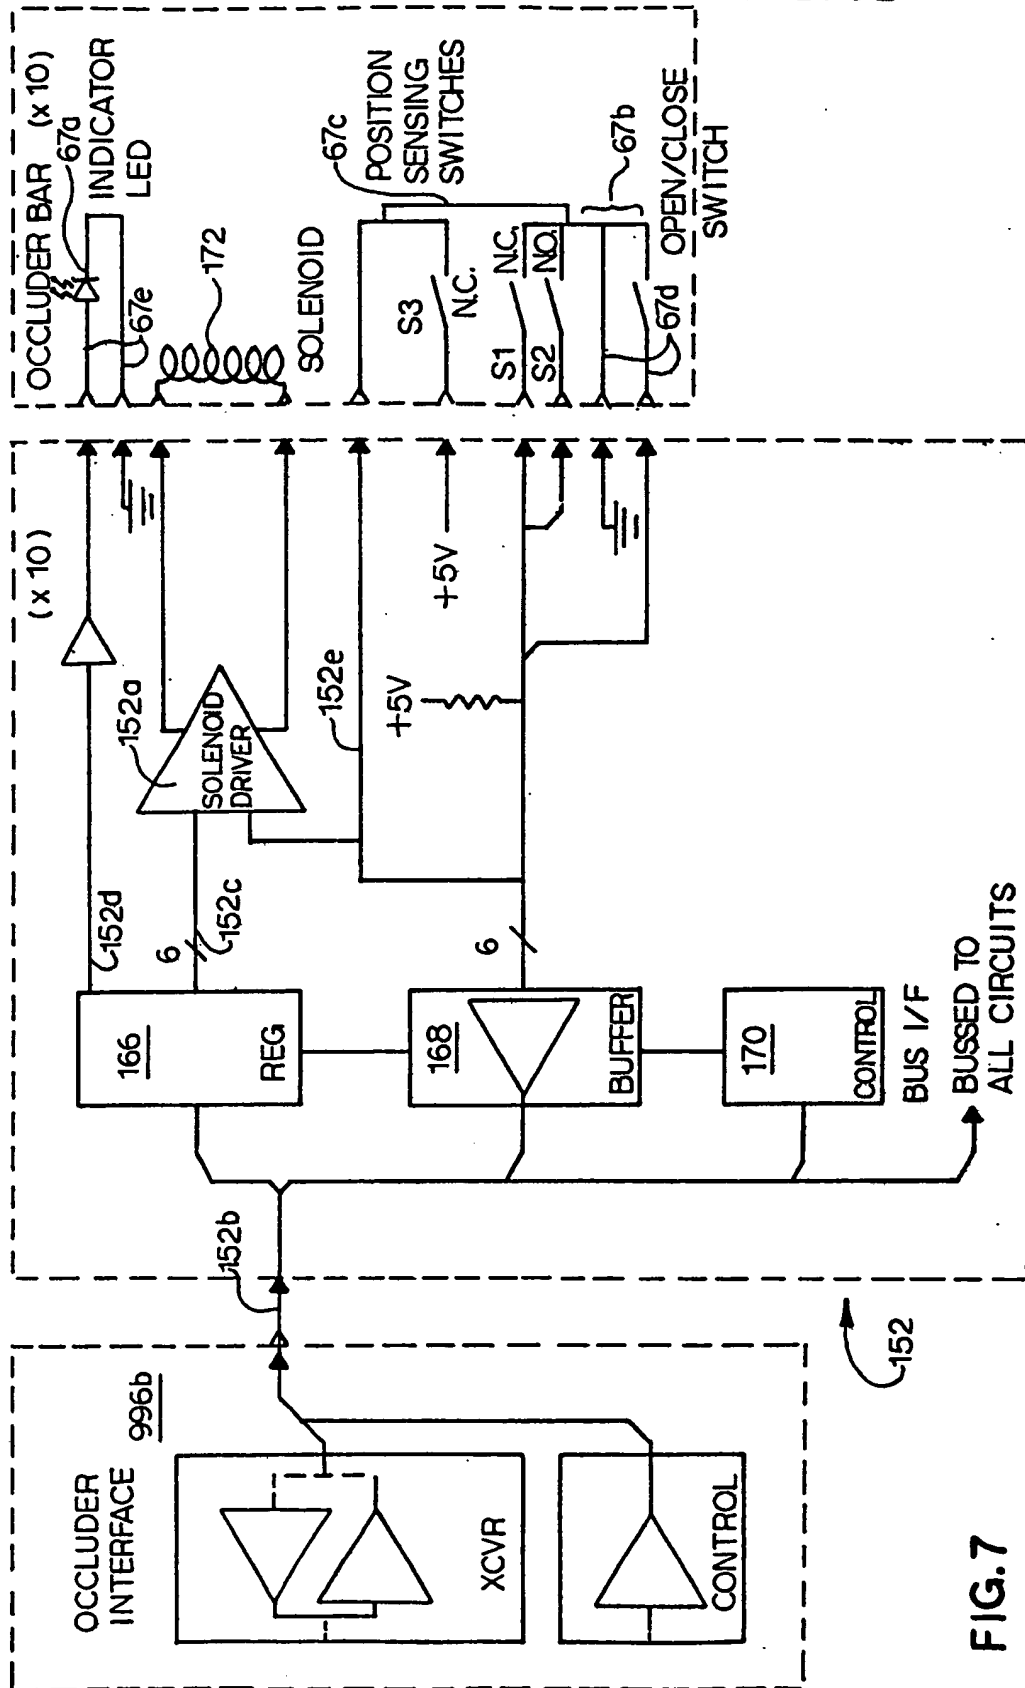 OCCLUDER
INTERFACE
996b
XCVR
CONTROL
152b
152
(x 10)
166
REG
168
BUFFER
170
CONTROL
BUS I/F
BUSSED TO
ALL CIRCUITS
152d
6
152c
6
152a
SOLENOID
DRIVER
152e
+5V
+5V
OCCLUDER BAR (x 10)
67a
INDICATOR
LED
67e
172
SOLENOID
67c
POSITION
SENSING
SWITCHES
S3
N.C.
S1
N.C.
S2
N.O.
67b
67d
OPEN/CLOSE
SWITCH
FIG.7